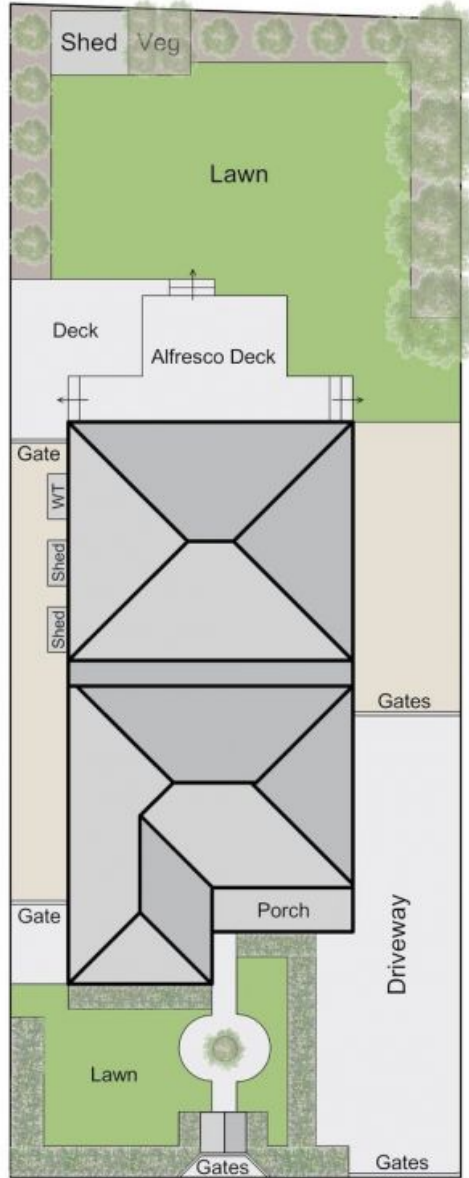 Shed
Veg
Lawn
Deck
Alfresco Deck
Gate
WT
Shed
Shed
Gates
Gate
Porch
Driveway
Lawn
Gates
Gates